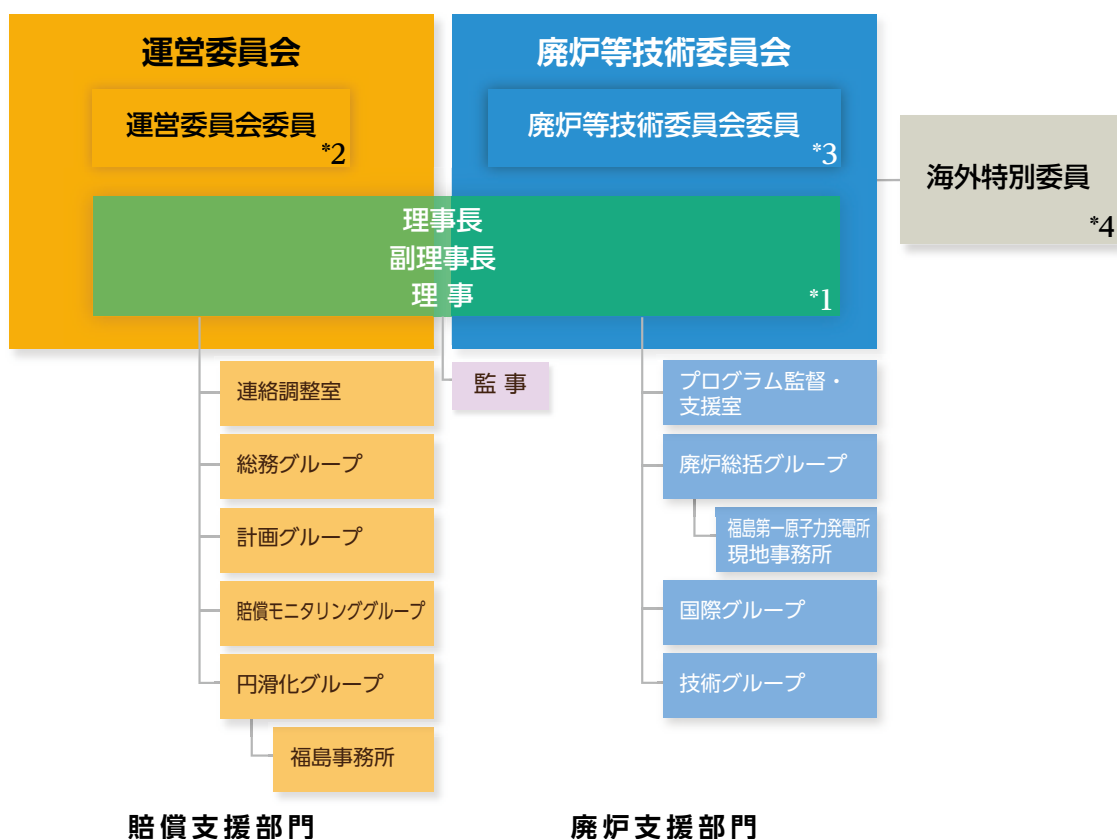 運営委員会
運営委員会委員
*2
廃炉等技術委員会
廃炉等技術委員会委員
*3
海外特別委員
*4
理事長
副理事長
理 事
*1
監 事
連絡調整室
総務グループ
計画グループ
賠償モニタリンググループ
円滑化グループ
福島事務所
賠償支援部門
プログラム監督・
支援室
廃炉総括グループ
福島第一原子力発電所
現地事務所
国際グループ
技術グループ
廃炉支援部門